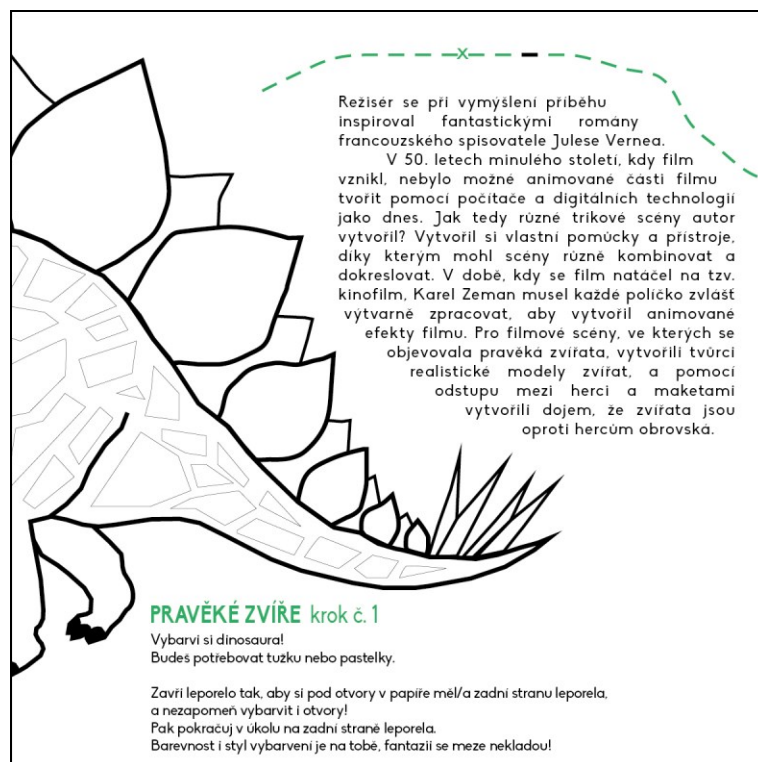 x
Režisér se při vymýšlení příběhu
inspiroval fantastickými romány
francouzského spisovatele Julese Vernea.
V 50. letech minulého století, kdy film
vznikl, nebylo možné animované části filmu
tvořit pomocí počítače a digitálních technologií
jako dnes. Jak tedy různé trikové scény autor
vytvořil? Vytvořil si vlastní pomůcky a přístroje,
díky kterým mohl scény různě kombinovat a
dokreslovat. V době, kdy se film natáčel na tzv.
kinofilm, Karel Zeman musel každé políčko zvlášť
výtvarně zpracovat, aby vytvořil animované
efekty filmu. Pro filmové scény, ve kterých se
objevovala pravěká zvířata, vytvořili tvůrci
realistické modely zvířat, a pomocí
odstupu mezi herci a maketami
vytvořili dojem, že zvířata jsou
oproti hercům obrovská.
PRAVĚKÉ ZVÍŘE krok č. 1
Vybarvi si dinosaura!
Budeš potřebovat tužku nebo pastelky.
Zavři leporelo tak, aby si pod otvory v papíře měl/a zadní stranu leporela,
a nezapomeň vybarvit i otvory!
Pak pokračuj v úkolu na zadní straně leporela.
Barevnost i styl vybarvení je na tobě, fantazii se meze nekladou!